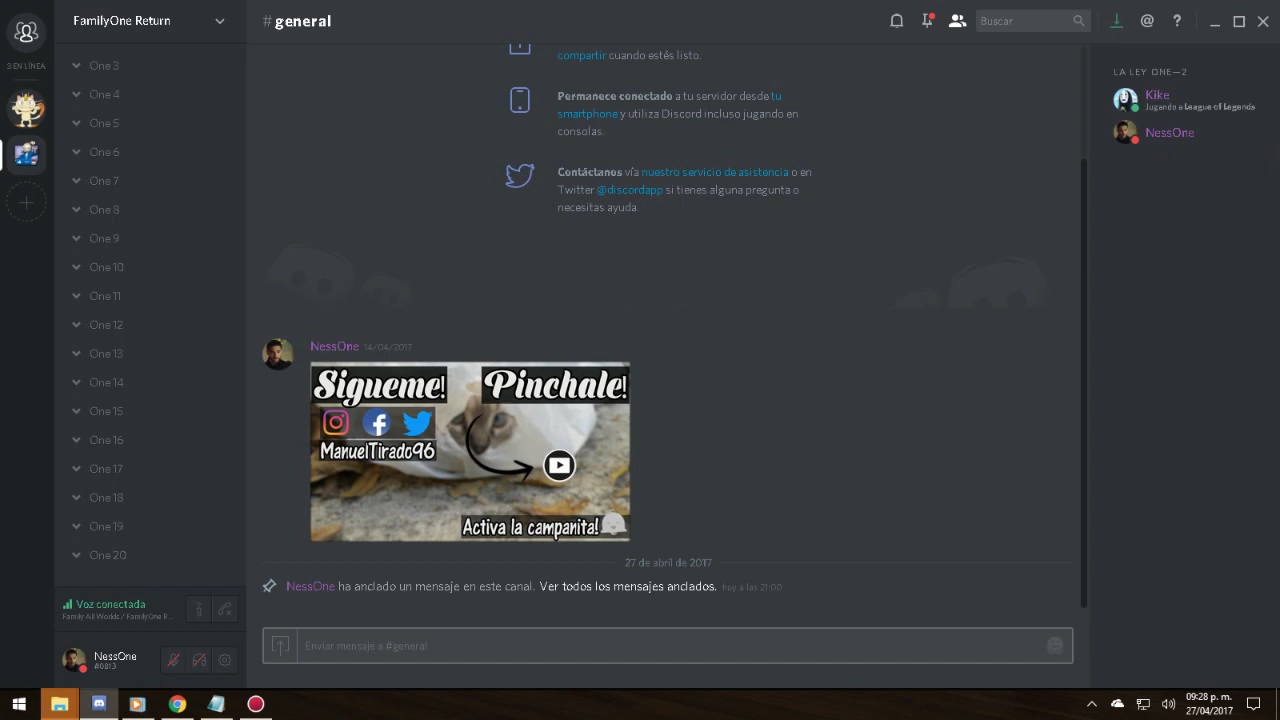 FamilyOne Return
#general
Buscar
3 EN LÍNEA
One 3
One 4
One 5
One 6
One 7
One 8
One 9
One 10
One 11
One 12
One 13
One 14
One 15
One 16
One 17
One 18
One 19
One 20
Voz conectada
Family All Worlds / FamilyOne R...
NessOne
#6813
compartir cuando estés listo.
Permanece conectado a tu servidor desde tu
smartphone y utiliza Discord incluso jugando en
consolas.
Contáctanos vía nuestro servicio de asistencia o en
Twitter @discordapp si tienes alguna pregunta o
necesitas ayuda.
NessOne 14/04/2017
Sigueme! Pinchale!
ManuelTirado96
Activa la campanita!
27 de abril de 2017
NessOne ha anclado un mensaje en este canal. Ver todos los mensajes anclados. hoy a las 21:00
Enviar mensaje a #general
LA LEY ONE—2
Kike
Jugando a League of Legends
NessOne
09:28 p. m.
27/04/2017